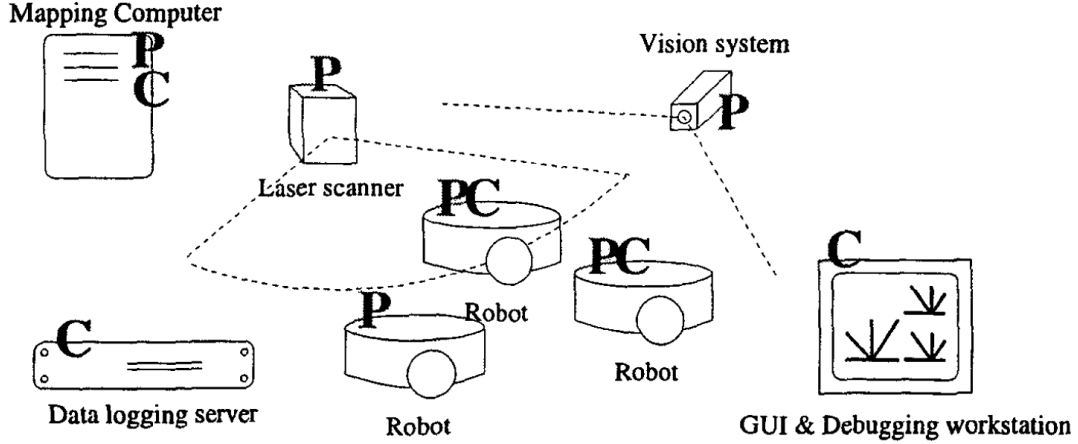 Mapping Computer
P
C
P
Vision system
P
Laser scanner
PC
PC
C
P
Robot
C
Robot
Data logging server
Robot
GUI & Debugging workstation